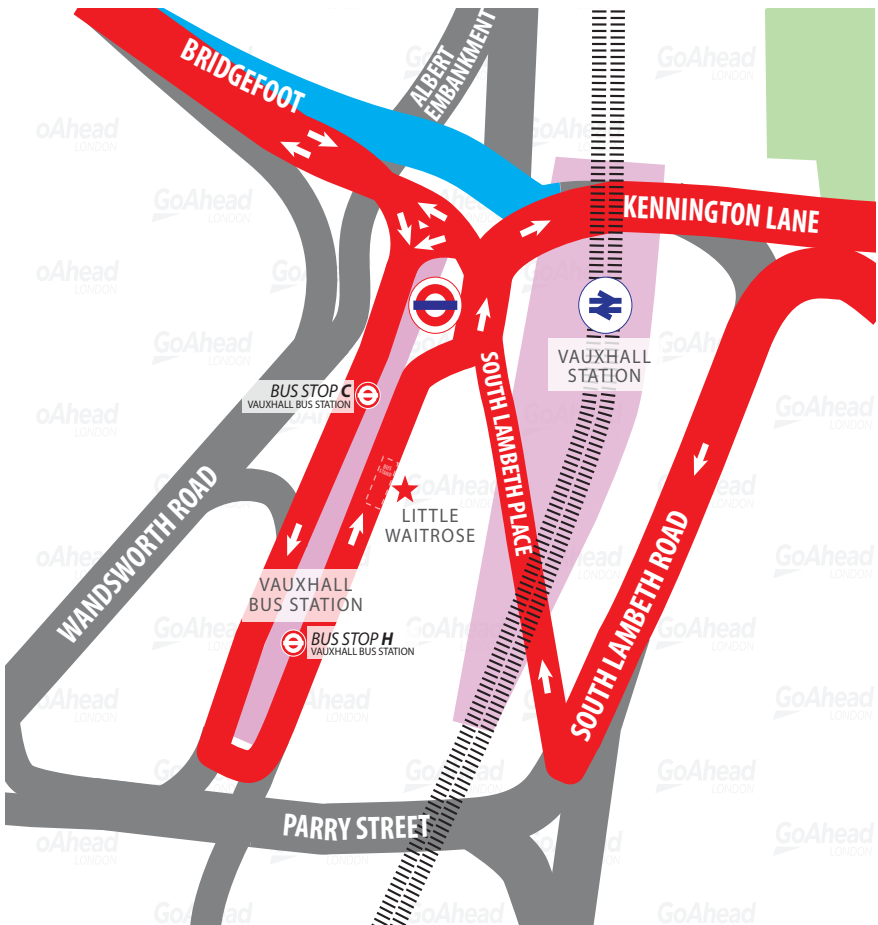 BRIDGEFOOT
ALBERT
EMBANKMENT
KENNINGTON LANE
VAUXHALL
STATION
BUS STOP C
VAUXHALL BUS STATION
SOUTH LAMBETH PLACE
LITTLE
WAITROSE
WANDSWORTH ROAD
VAUXHALL
BUS STATION
SOUTH LAMBETH ROAD
BUS STOP H
VAUXHALL BUS STATION
PARRY STREET
GoAhead
LONDON